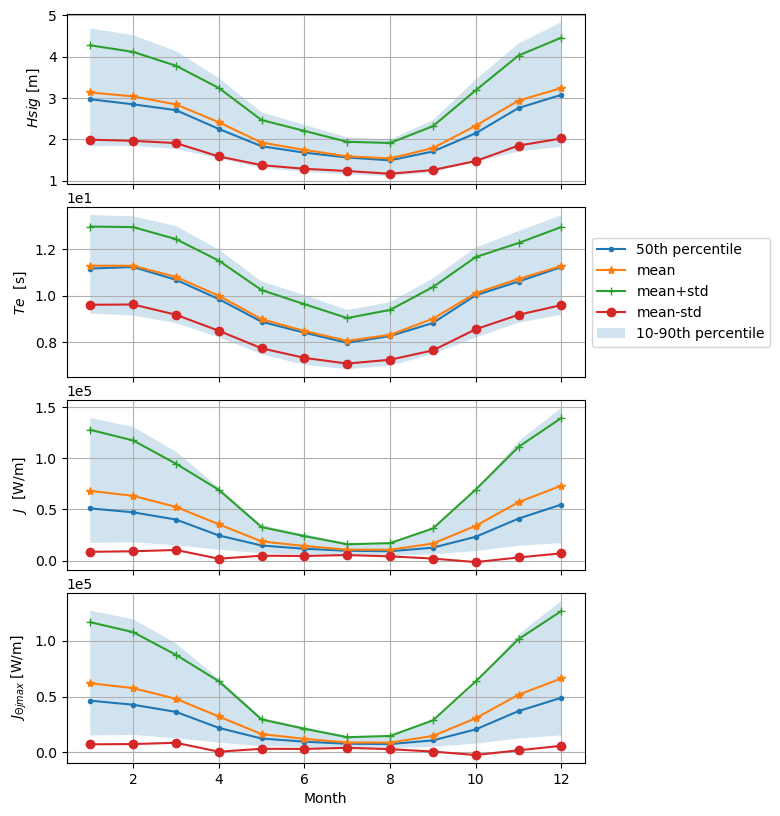 5
4
3
2
1
Hsig [m]
1e1
1.2
1.0
0.8
Te [s]
50th percentile
mean
mean+std
mean-std
10-90th percentile
1e5
1.5
1.0
0.5
0.0
J [W/m]
1e5
1.0
0.5
0.0
JΘjmax [W/m]
2 4 6 8 10 12
Month